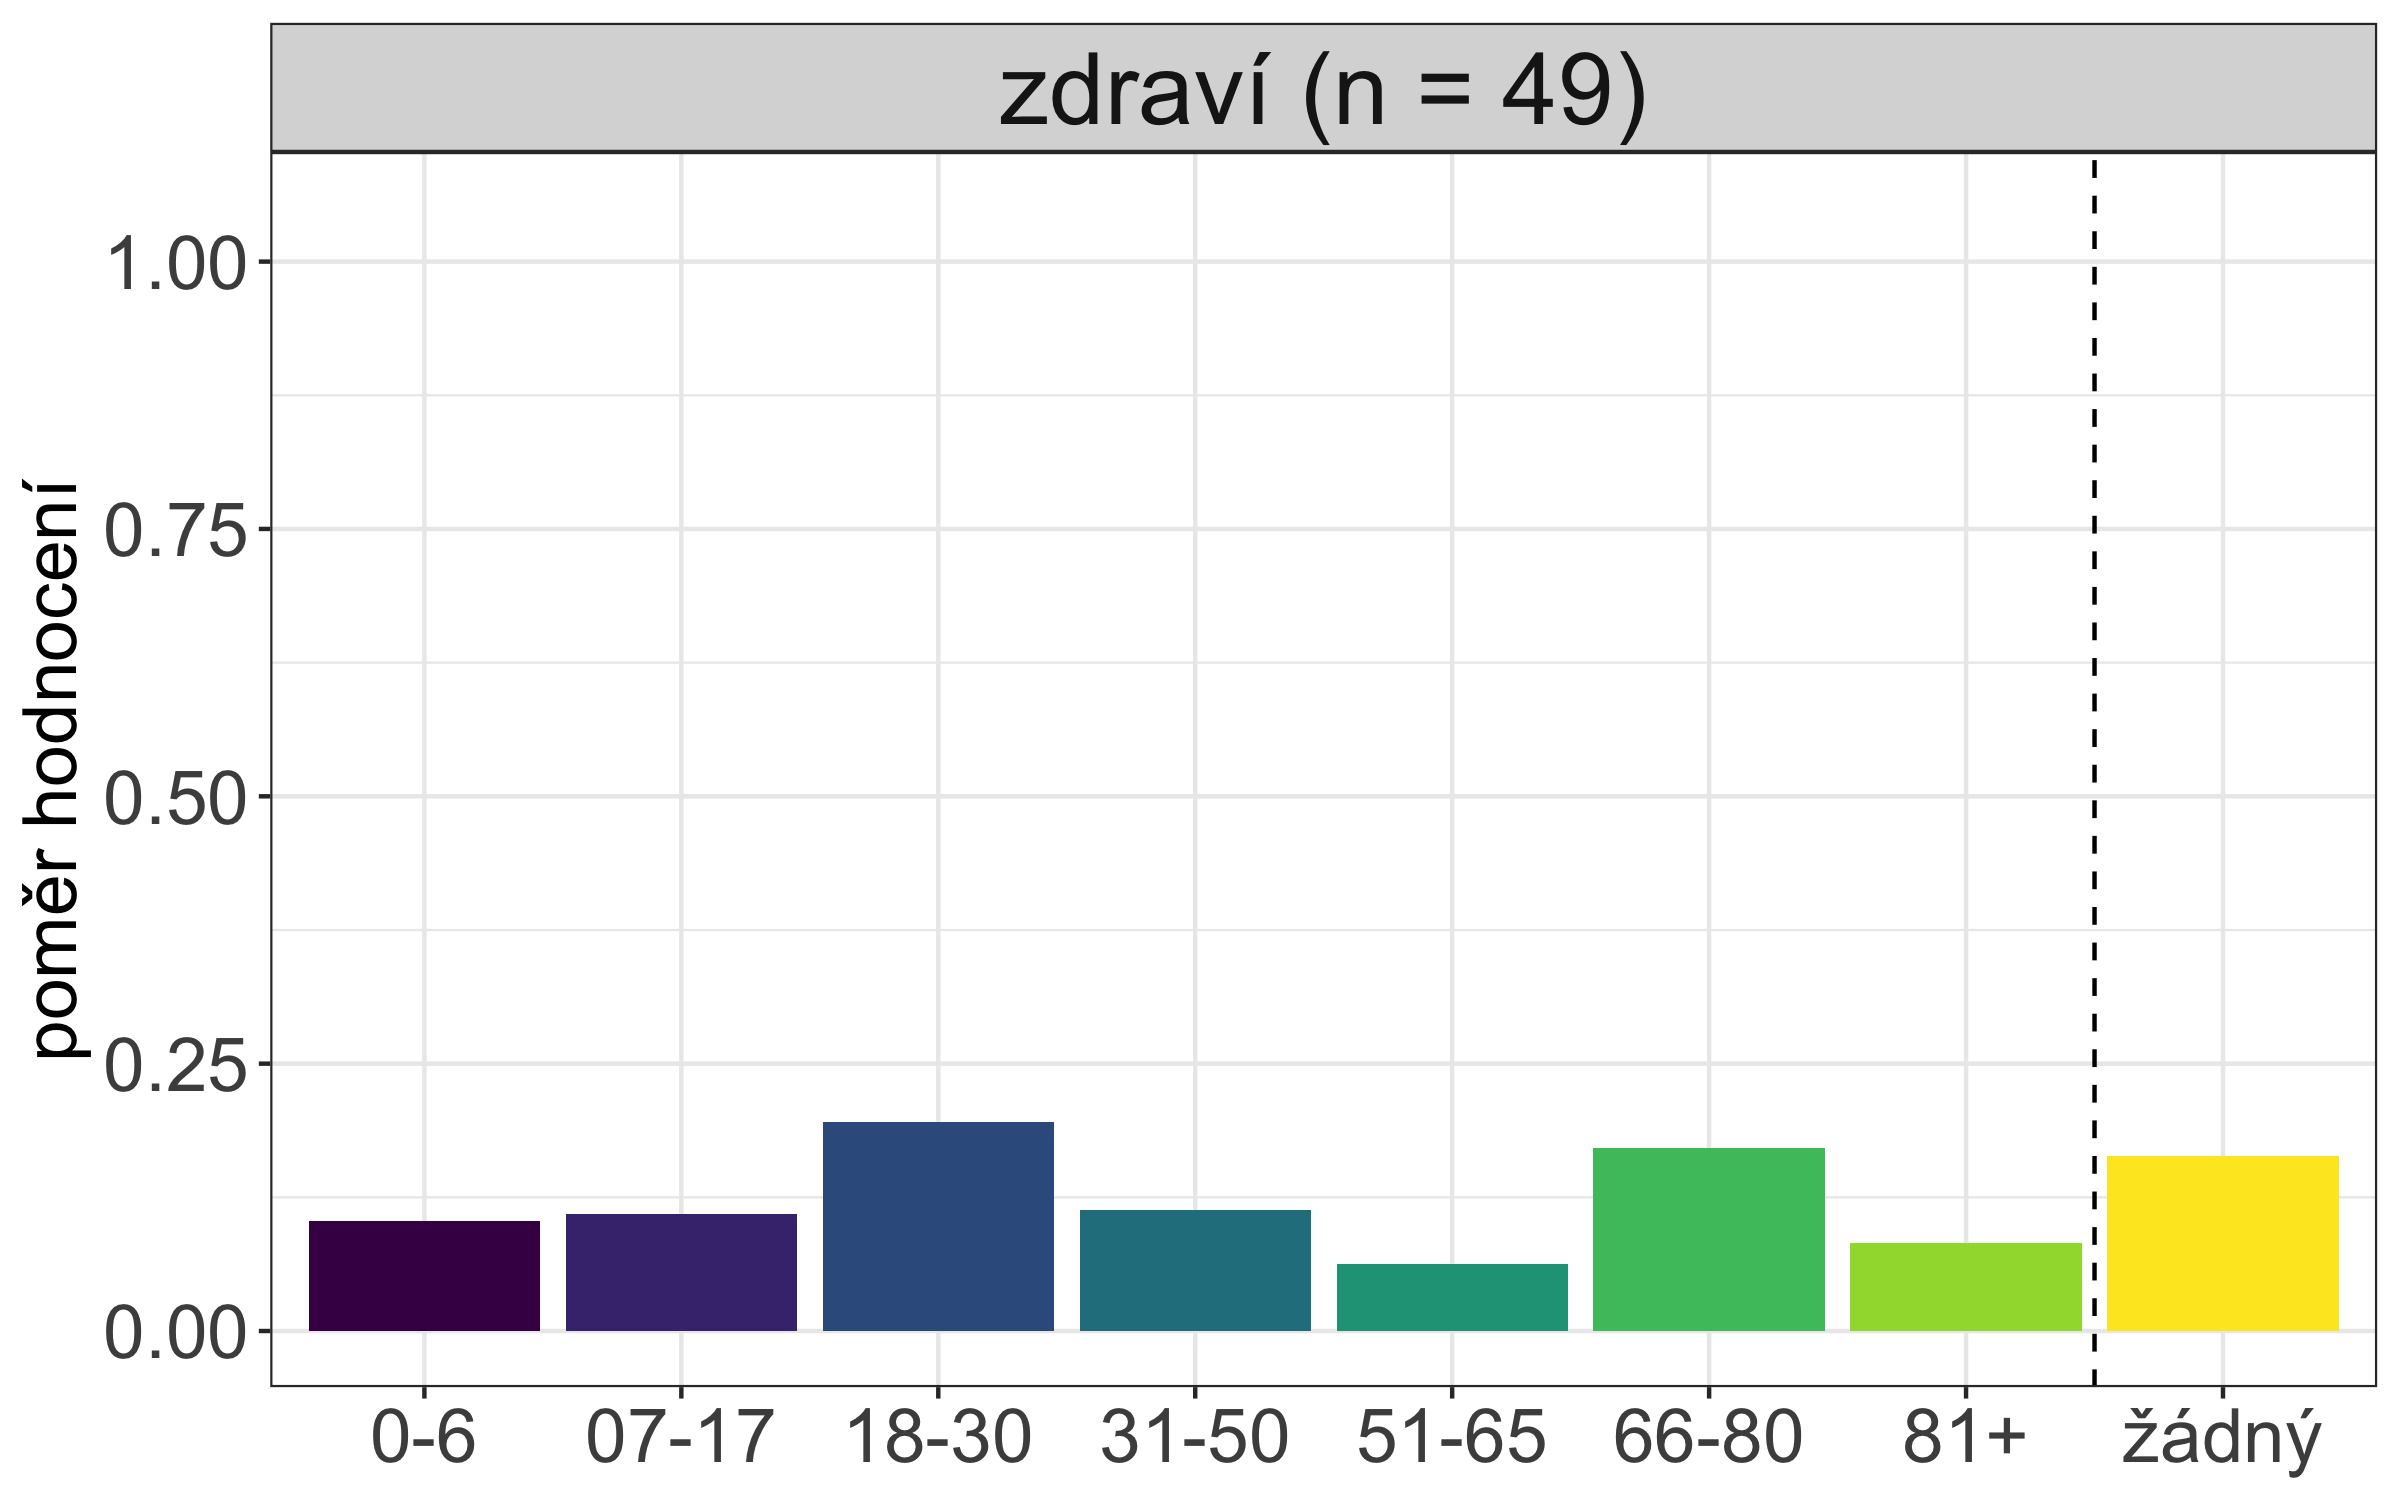 zdraví (n = 49)
poměr hodnocení
1.00
0.75
0.50
0.25
0.00
0-6 07-17 18-30 31-50 51-65 66-80 81+ žádný